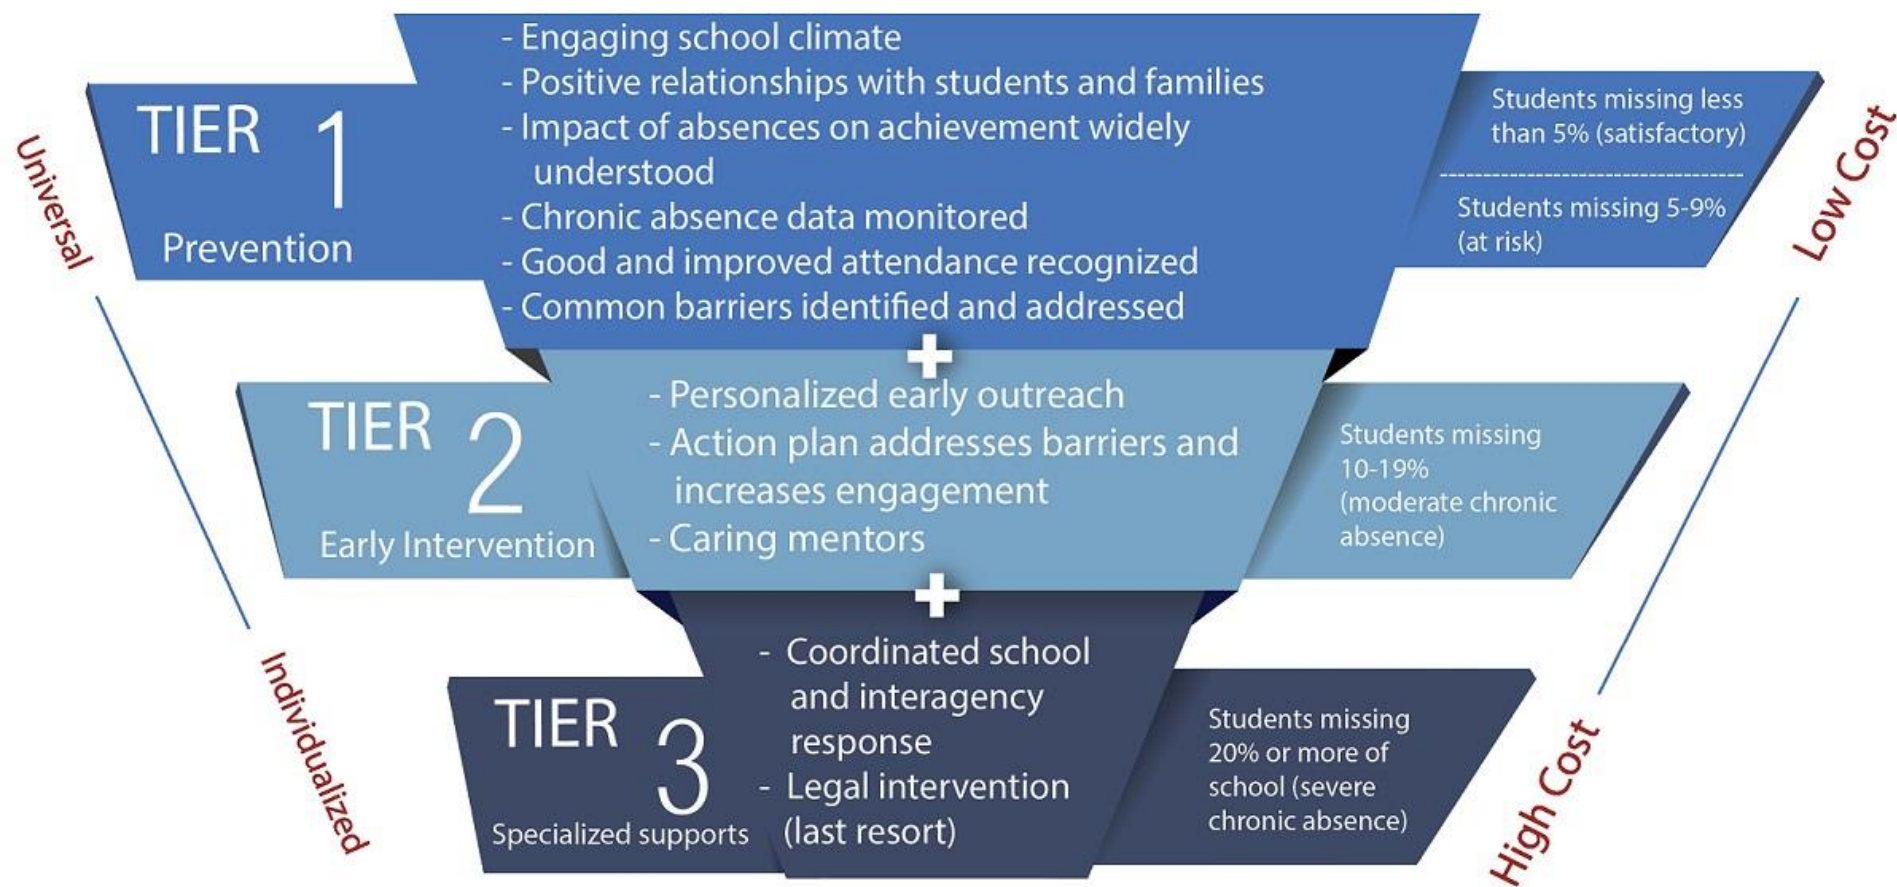 Universal
TIER 1
Prevention
- Engaging school climate
- Positive relationships with students and families
- Impact of absences on achievement widely
understood
- Chronic absence data monitored
- Good and improved attendance recognized
- Common barriers identified and addressed
Students missing less
than 5% (satisfactory)
Students missing 5-9%
(at risk)
Low Cost
+
TIER 2
Early Intervention
- Personalized early outreach
- Action plan addresses barriers and
increases engagement
- Caring mentors
Students missing
10-19%
(moderate chronic
absence)
+
Individualized
TIER 3
Specialized supports
- Coordinated school
and interagency
response
- Legal intervention
(last resort)
Students missing
20% or more of
school (severe
chronic absence)
High Cost